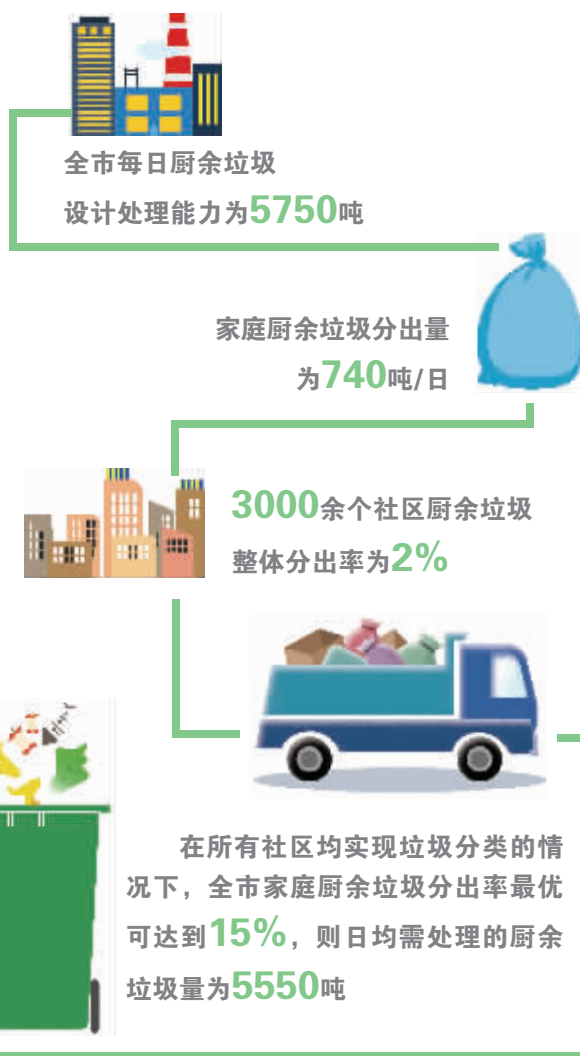 全市每日厨余垃圾
设计处理能力为5750吨
家庭厨余垃圾分出量
为740吨/日
3000余个社区厨余垃圾
整体分出率为2%
在所有社区均实现垃圾分类的情
况下，全市家庭厨余垃圾分出率最优
可达到15%，则日均需处理的厨余
垃圾量为5550吨